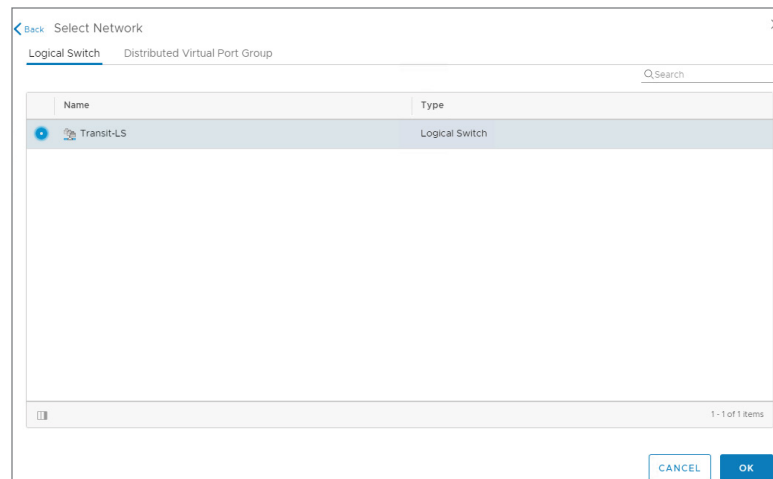 Back Select Network
Logical Switch Distributed Virtual Port Group
Search
Name Type
Transit-LS Logical Switch
1 - 1 of 1 items
CANCEL OK